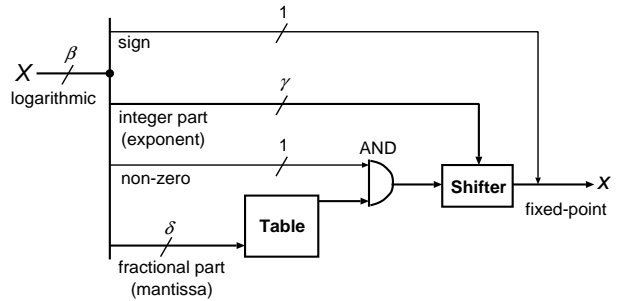 1
sign
β
X
logarithmic
γ
integer part
(exponent)
1
AND
non-zero
Shifter
x
fixed-point
Table
δ
fractional part
(mantissa)